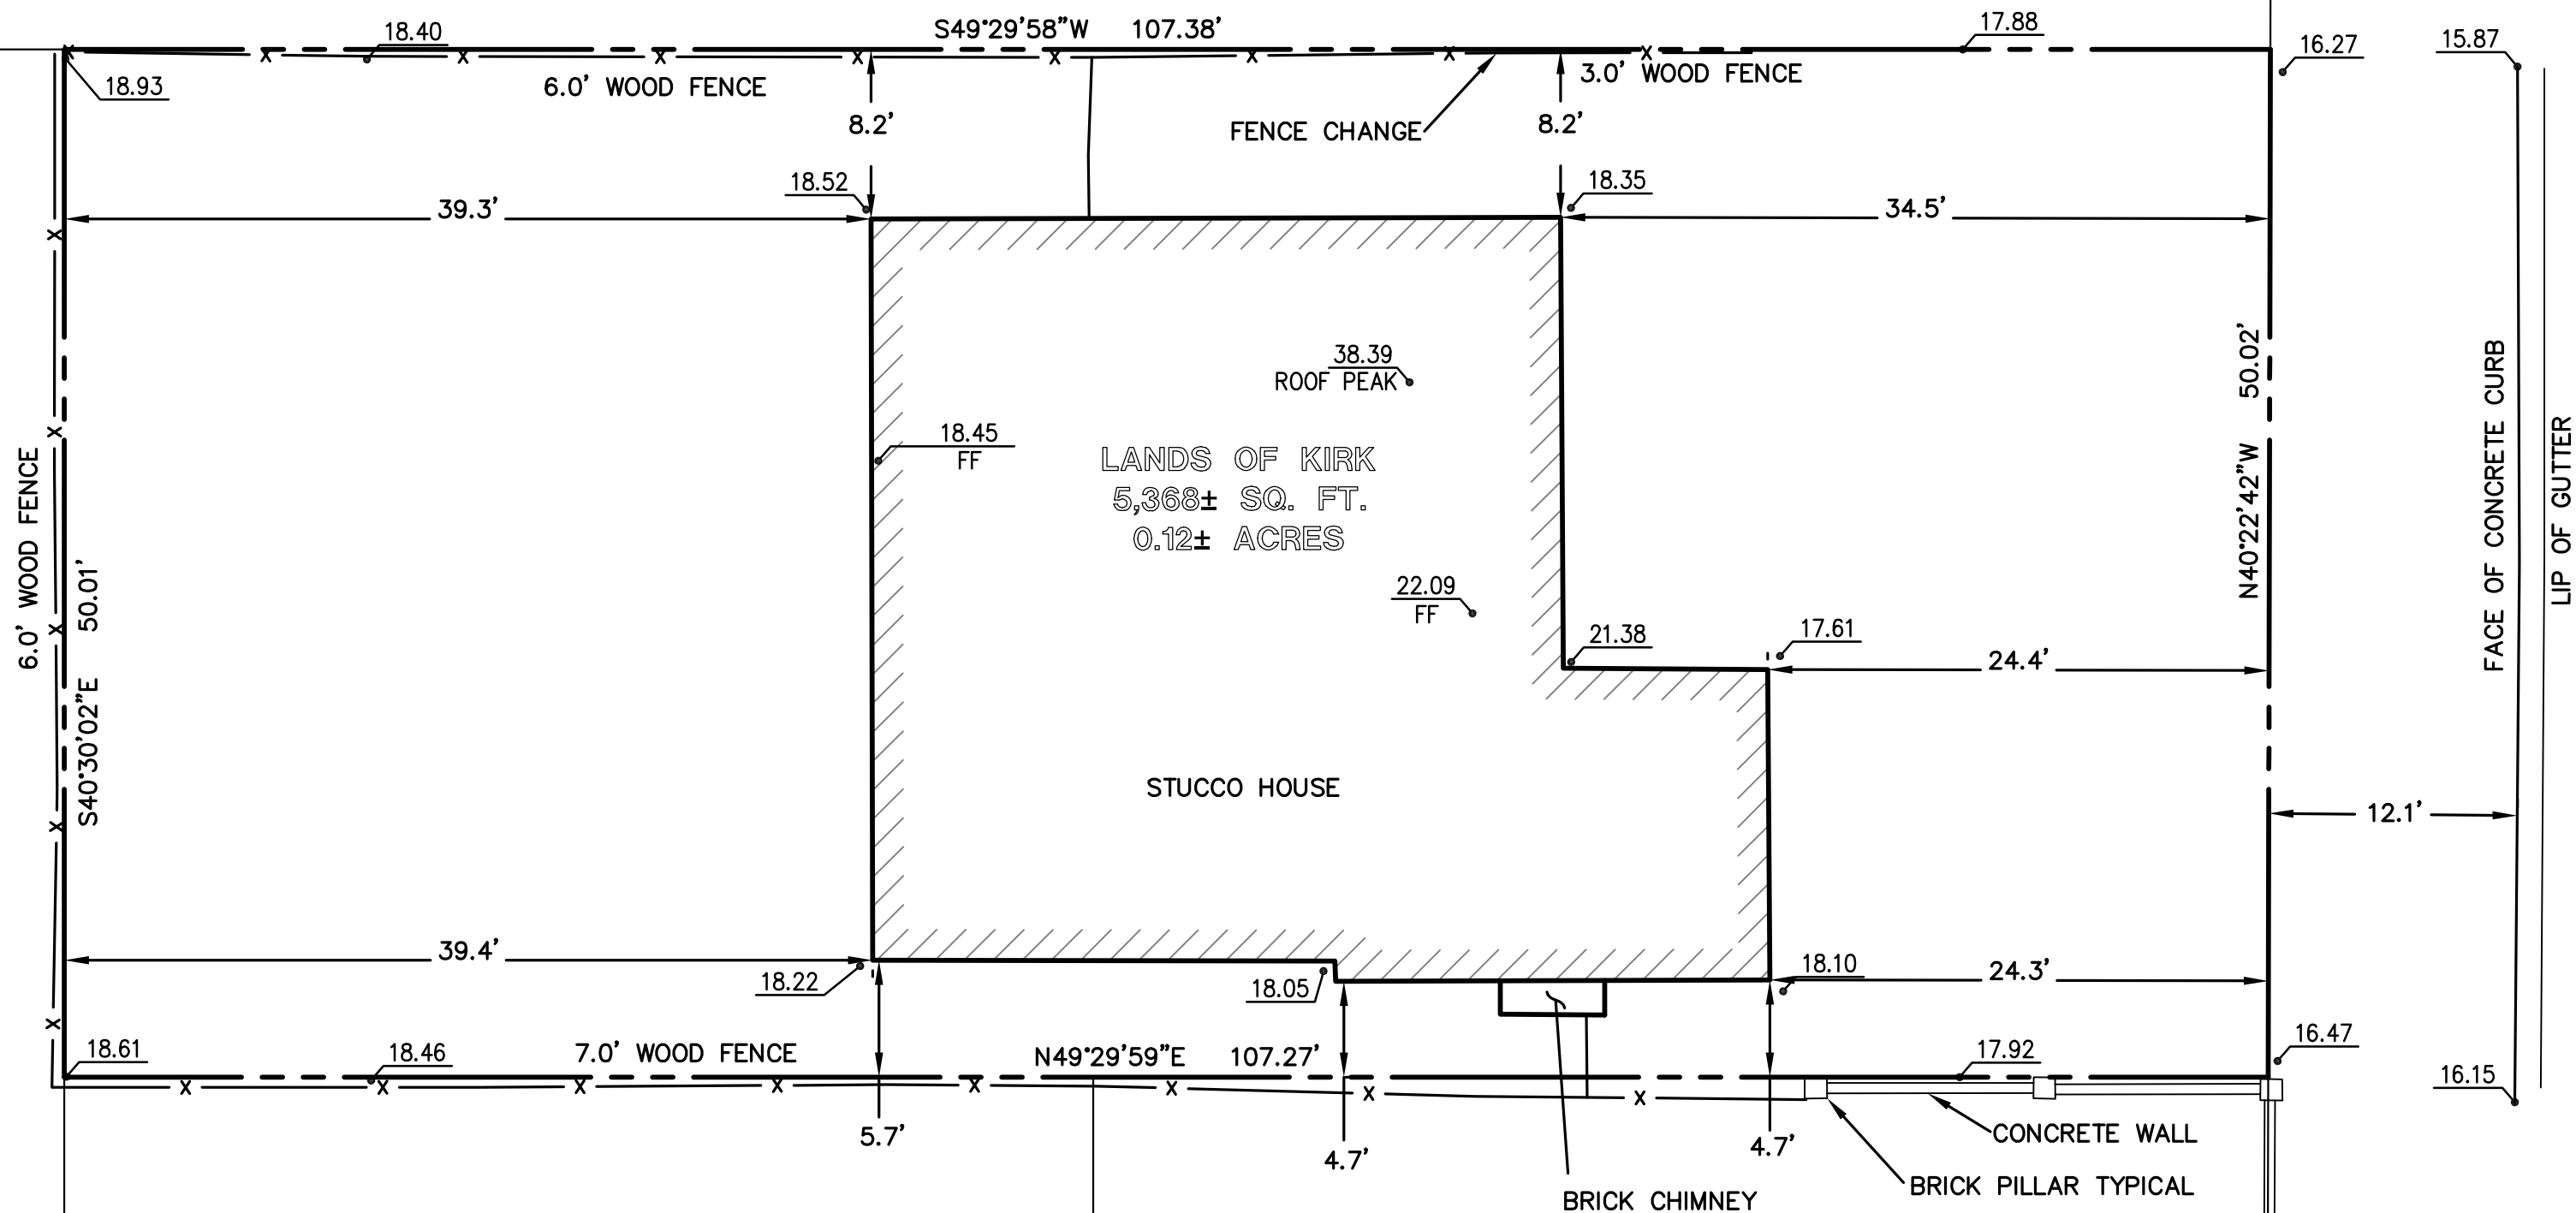 S49°29'58"W 107.38'
18.40
17.88
16.27
15.87
18.93
6.0' WOOD FENCE
3.0' WOOD FENCE
8.2'
FENCE CHANGE
8.2'
18.52
18.35
39.3'
34.5'
38.39
ROOF PEAK
50.02'
N40°22'42"W
FACE OF CONCRETE CURB
LIP OF GUTTER
18.45
FF
LANDS OF KIRK
5,368± SQ. FT.
0.12± ACRES
6.0' WOOD FENCE
S40°30'02"E 50.01'
22.09
FF
21.38
17.61
24.4'
STUCCO HOUSE
12.1'
39.4'
18.22
18.05
18.10
24.3'
18.61
18.46
7.0' WOOD FENCE
N49°29'59"E 107.27'
17.92
16.47
16.15
5.7'
4.7'
4.7'
CONCRETE WALL
BRICK PILLAR TYPICAL
BRICK CHIMNEY